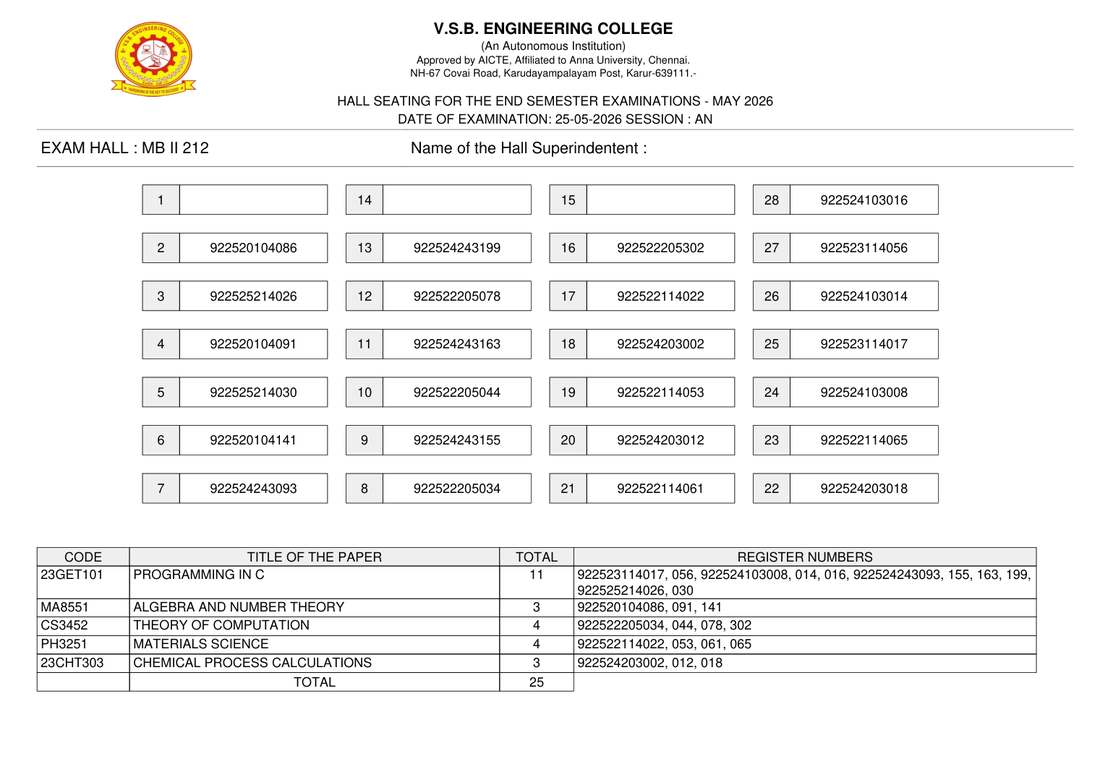 V.S.B. ENGINEERING COLLEGE
(An Autonomous Institution)
Approved by AICTE, Affiliated to Anna University, Chennai.
NH-67 Covai Road, Karudayampalayam Post, Karur-639111.-
HALL SEATING FOR THE END SEMESTER EXAMINATIONS - MAY 2026
DATE OF EXAMINATION: 25-05-2026 SESSION : AN
EXAM HALL : MB II 212 Name of the Hall Superindentent :
1 14 15 28 922524103016
2 922520104086 13 922524243199 16 922522205302 27 922523114056
3 922525214026 12 922522205078 17 922522114022 26 922524103014
4 922520104091 11 922524243163 18 922524203002 25 922523114017
5 922525214030 10 922522205044 19 922522114053 24 922524103008
6 922520104141 9 922524243155 20 922524203012 23 922522114065
7 922524243093 8 922522205034 21 922522114061 22 922524203018
CODE TITLE OF THE PAPER TOTAL REGISTER NUMBERS
23GET101 PROGRAMMING IN C 11 922523114017, 056, 922524103008, 014, 016, 922524243093, 155, 163, 199,
922525214026, 030
MA8551 ALGEBRA AND NUMBER THEORY 3 922520104086, 091, 141
CS3452 THEORY OF COMPUTATION 4 922522205034, 044, 078, 302
PH3251 MATERIALS SCIENCE 4 922522114022, 053, 061, 065
23CHT303 CHEMICAL PROCESS CALCULATIONS 3 922524203002, 012, 018
TOTAL 25